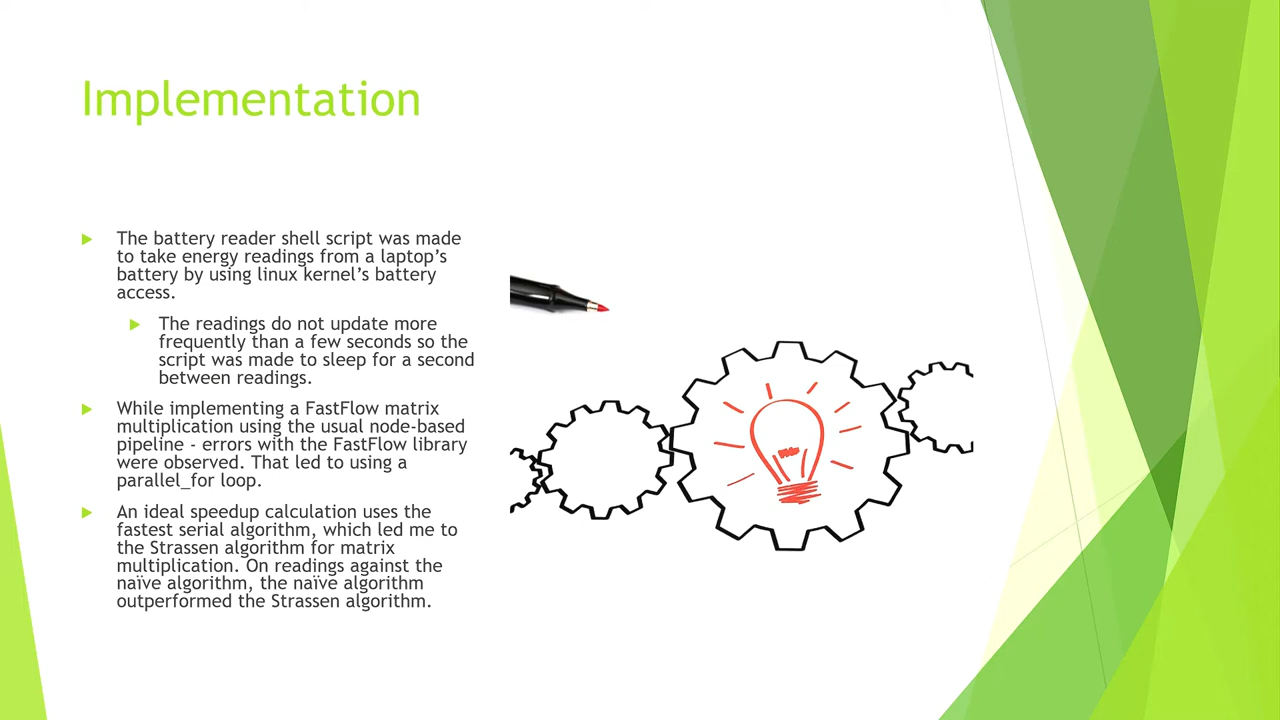 Implementation
The battery reader shell script was made
to take energy readings from a laptop’s
battery by using linux kernel’s battery
access.
The readings do not update more
frequently than a few seconds so the
script was made to sleep for a second
between readings.
While implementing a FastFlow matrix
multiplication using the usual node-based
pipeline - errors with the FastFlow library
were observed. That led to using a
parallel_for loop.
An ideal speedup calculation uses the
fastest serial algorithm, which led me to
the Strassen algorithm for matrix
multiplication. On readings against the
naïve algorithm, the naïve algorithm
outperformed the Strassen algorithm.